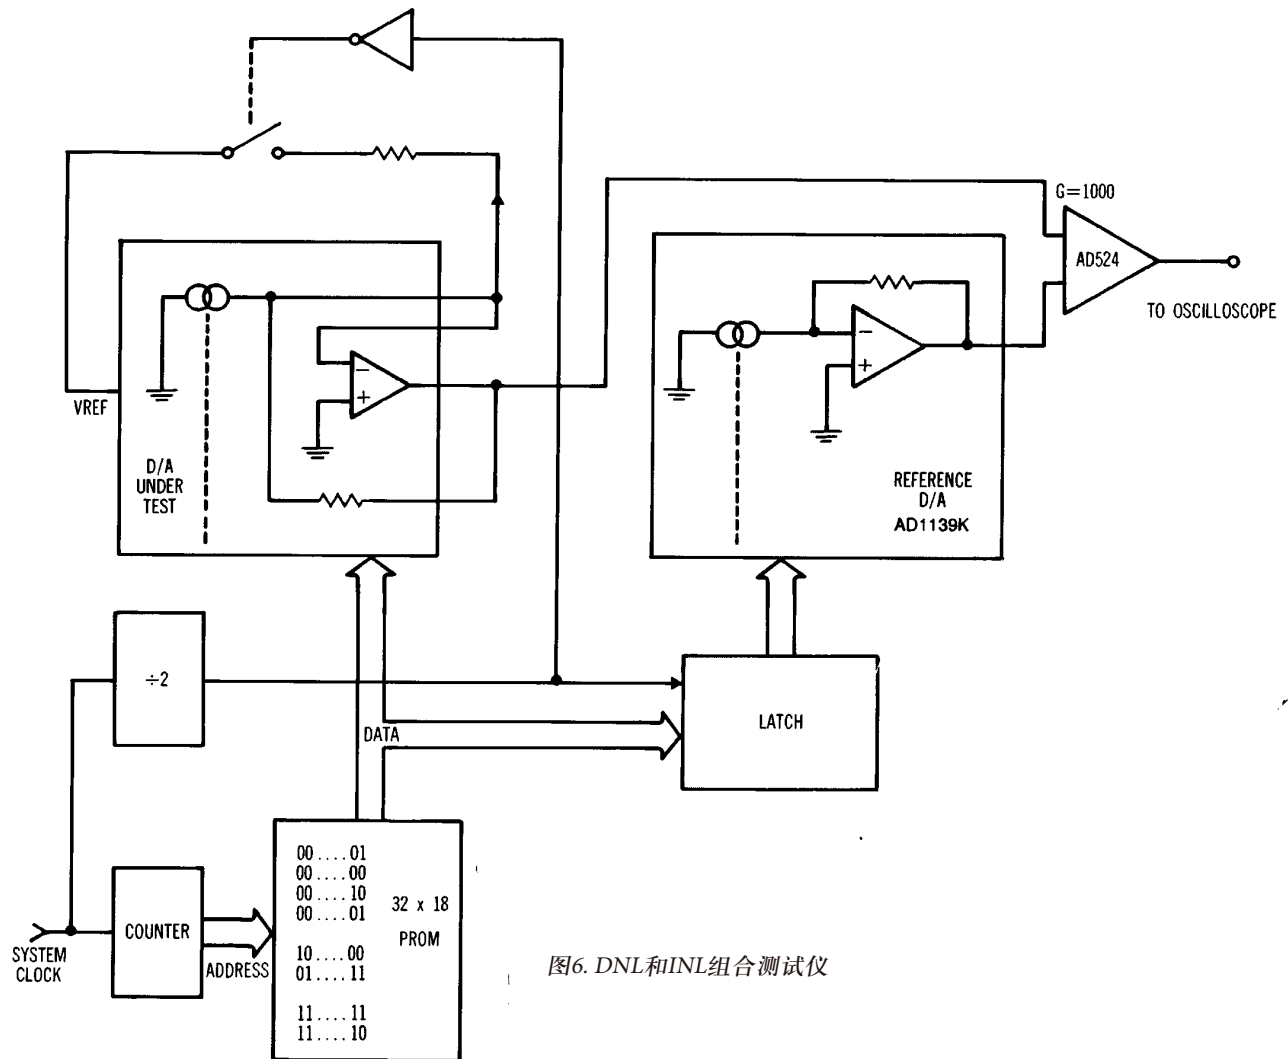 G=1000
AD524
TO OSCILLOSCOPE
−
+
VREF
D/A
UNDER
TEST
−
+
REFERENCE
D/A
AD1139K
÷2
LATCH
DATA
00....01
00....00
00....10
00....01
10....00
01....11
11....11
11....10
32 x 18
PROM
COUNTER
ADDRESS
SYSTEM
CLOCK
图6. DNL和INL组合测试仪